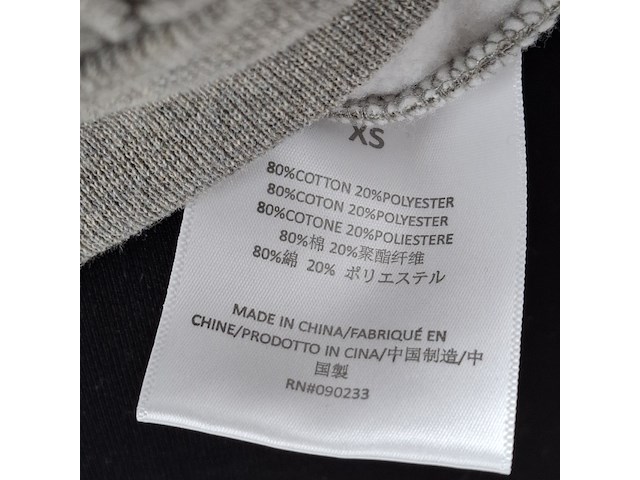 XS
80%COTTON 20%POLYESTER
80%COTON 20%POLYESTER
80%COTONE 20%POLIESTERE
80%棉 20%聚酯纤维
80%綿 20% ポリエステル
MADE IN CHINA/FABRIQUÉ EN
CHINE/PRODOTTO IN CINA/中国制造/中
国製
RN#090233